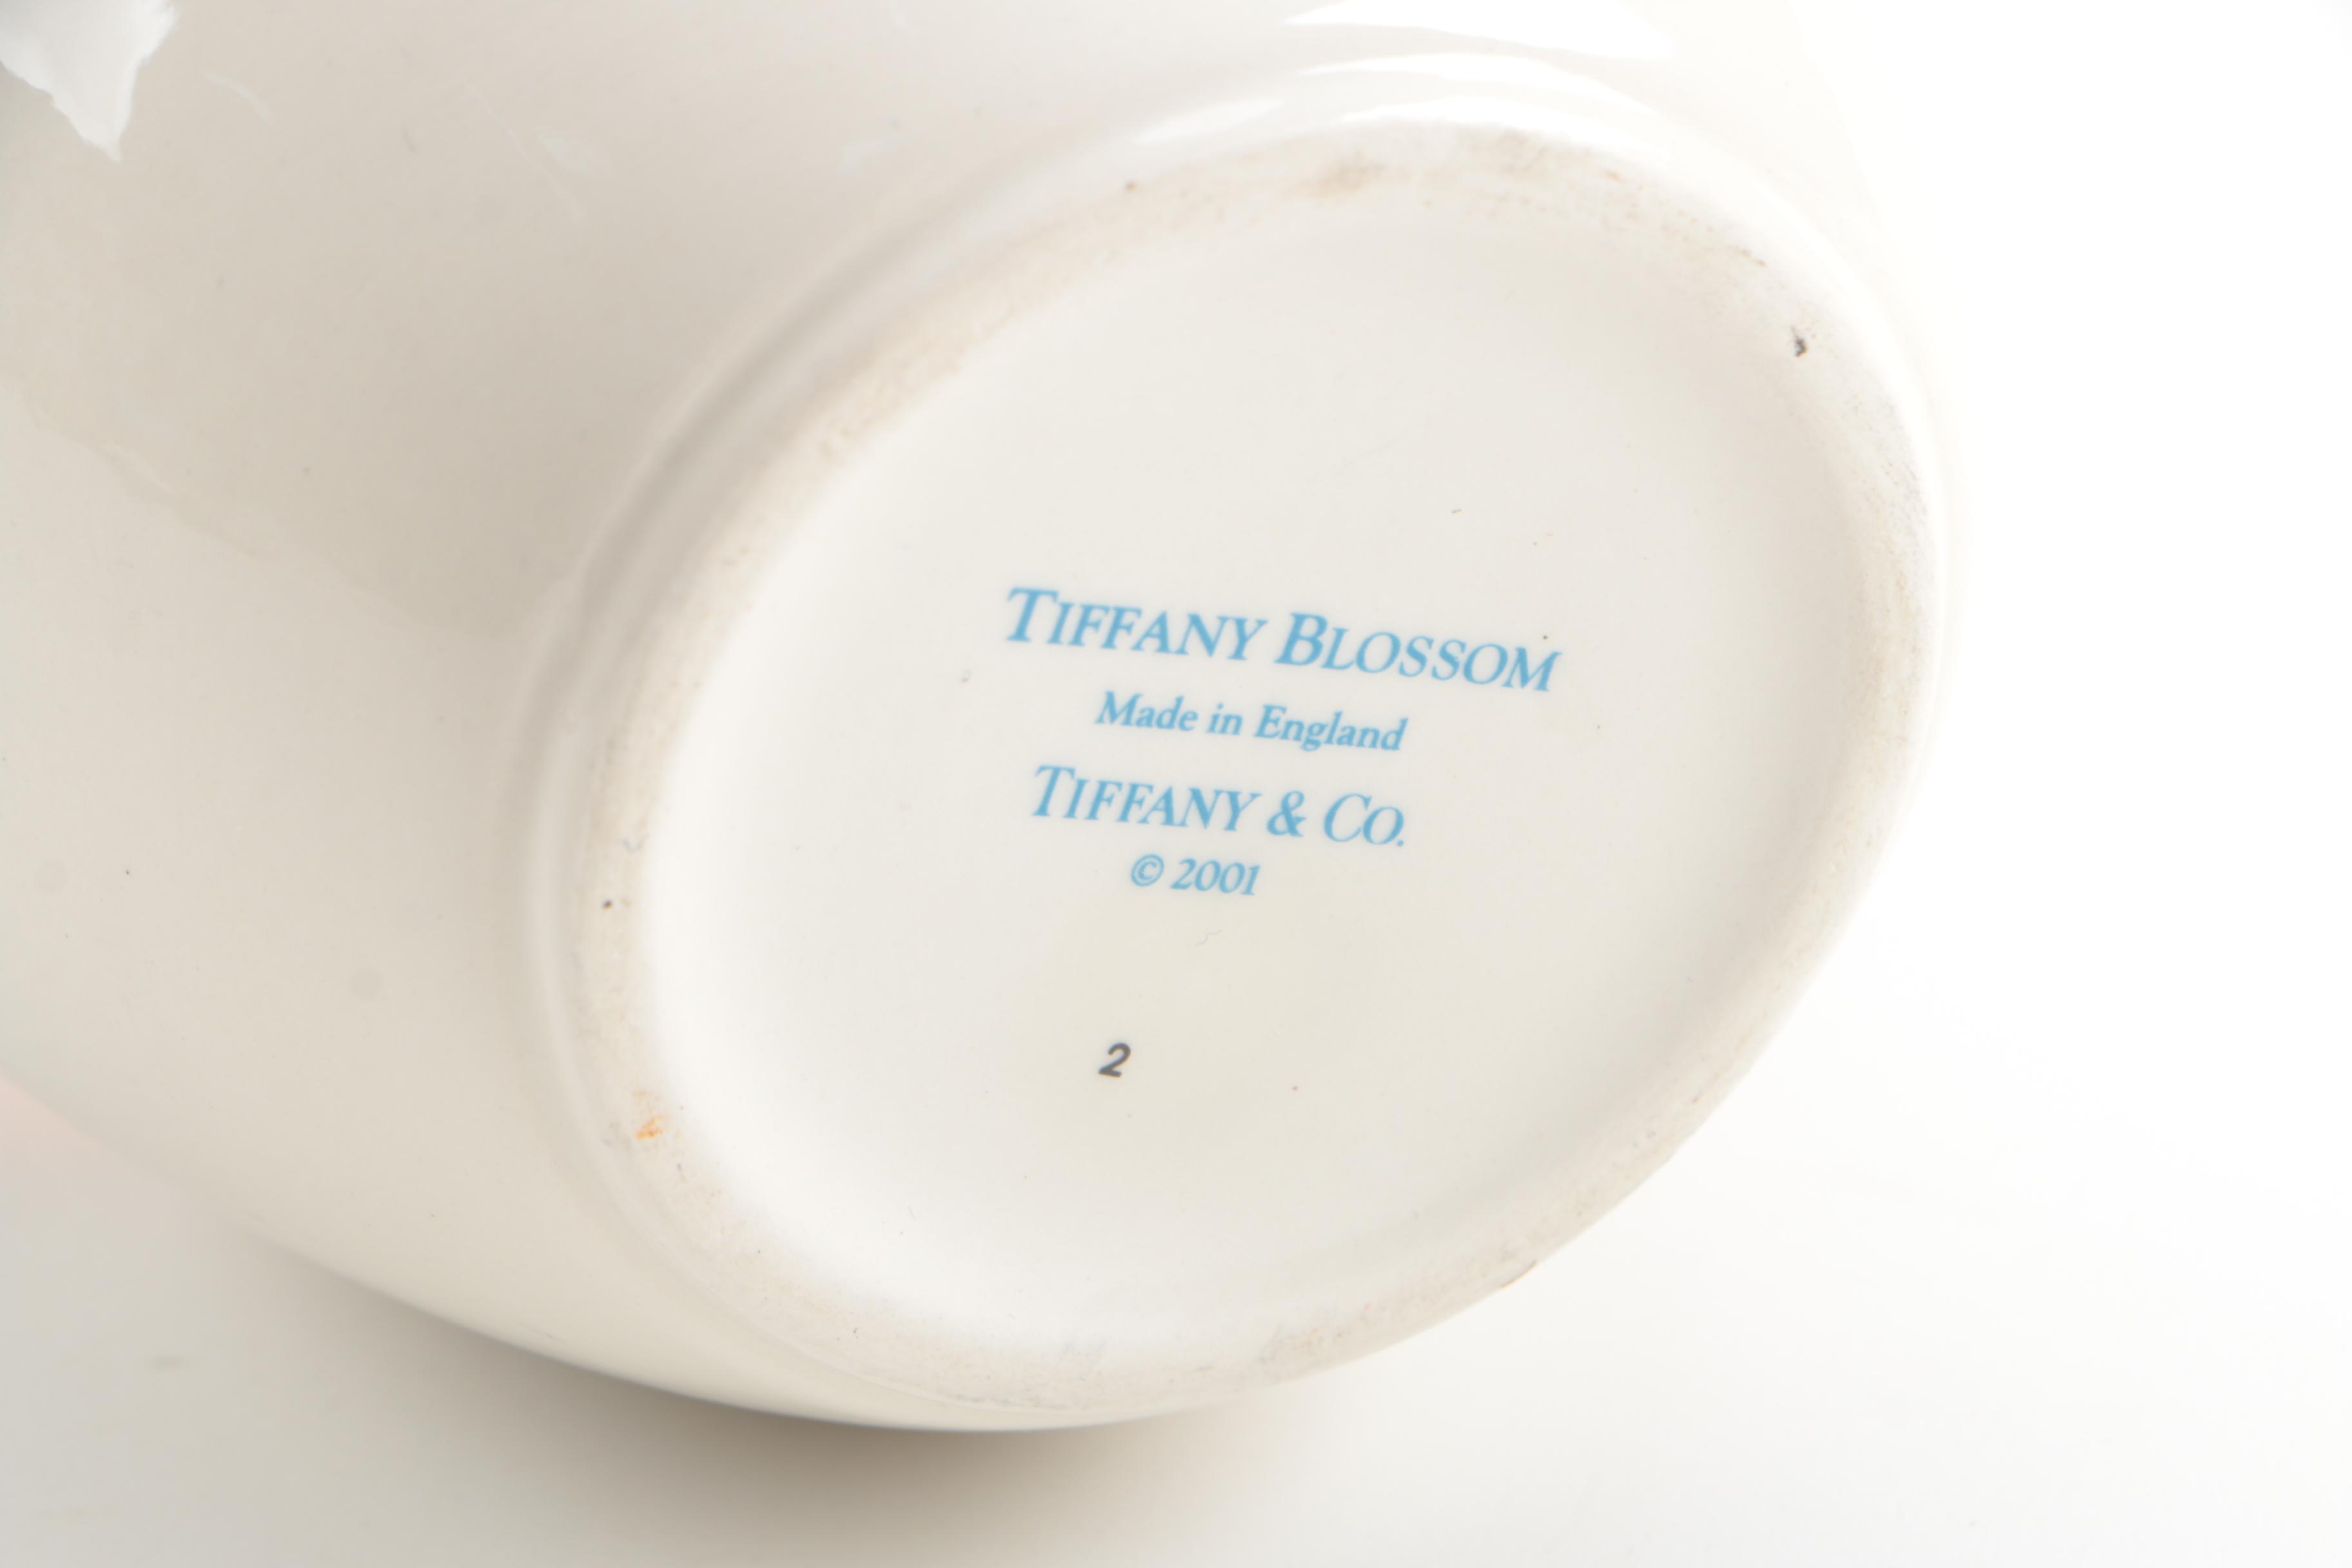 TIFFANY BLOSSOM
Made in England
TIFFANY & CO.
© 2001
2